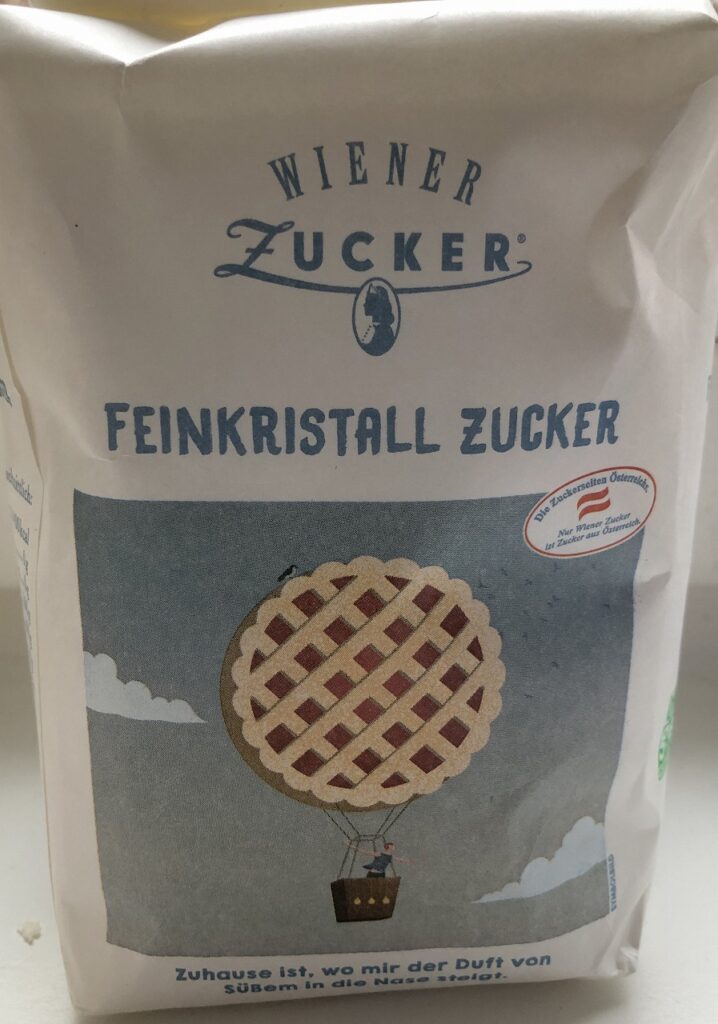 WIENER
ZUCKER®
FEINKRISTALL ZUCKER
Die Zuckerseiten Österreichs.
Nur Wiener Zucker
ist Zucker aus Österreich.
SYMBOLBILD
Zuhause ist, wo mir der Duft von
Süßem in die Nase steigt.